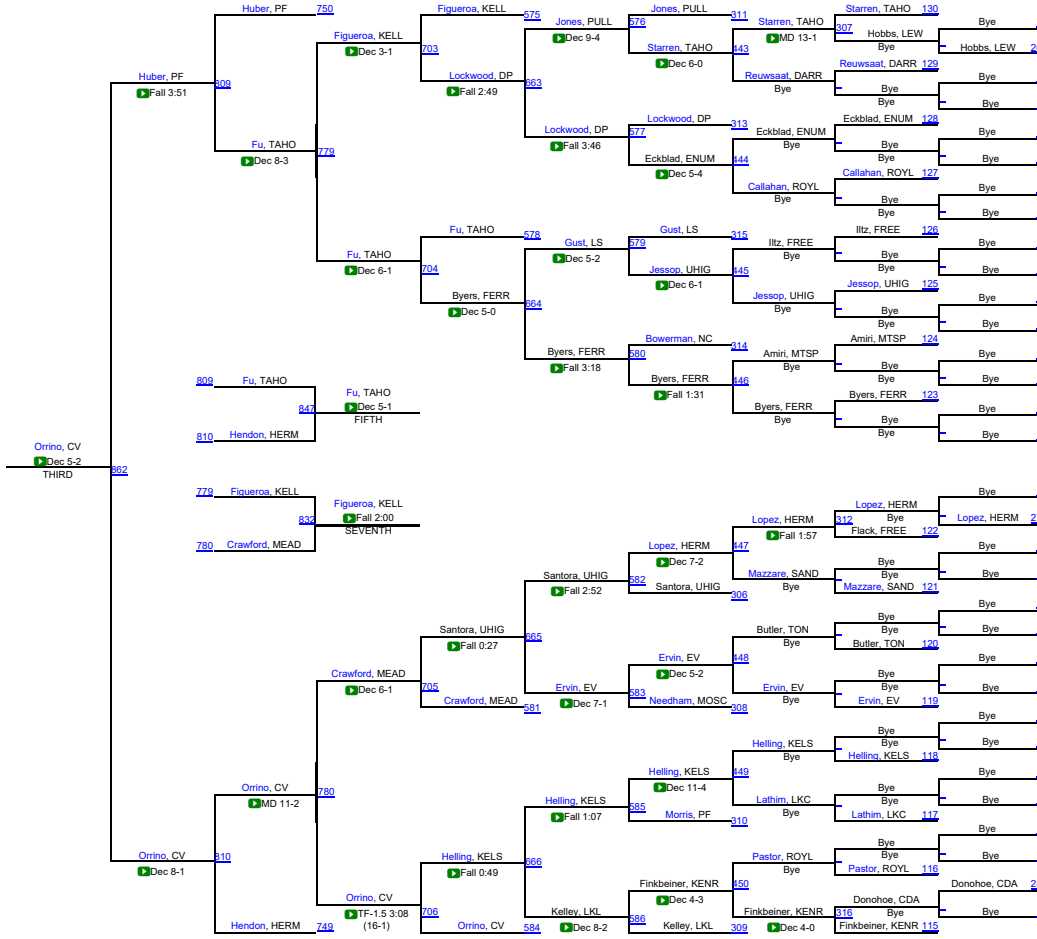 Huber, PF 750
Figueroa, KELL 575
Jones, PULL 311
Starren, TAHO 130
Jones, PULL 576
Starren, TAHO 307
Bye
Dec 9-4
MD 13-1
Hobbs, LEW
Figueroa, KELL
Bye
Hobbs, LEW
Dec 3-1 703
Starren, TAHO 443
Dec 6-0
Reuwsaat, DARR 129
Huber, PF
Lockwood, DP
Reuwsaat, DARR
Bye
Bye
Fall 3:51 809
Fall 2:49 663
Bye
Bye
Bye
Lockwood, DP 313
Eckblad, ENUM 128
Lockwood, DP 577
Eckblad, ENUM
Bye
Fall 3:46
Bye
Bye
Fu, TAHO 779
Eckblad, ENUM 444
Bye
Bye
Dec 8-3
Dec 5-4
Callahan, ROYL 127
Callahan, ROYL
Bye
Bye
Bye
Bye
Bye
Fu, TAHO 578
Gust, LS 315
Iltz, FREE 126
Gust, LS 579
Iltz, FREE
Bye
Fu, TAHO
Dec 5-2
Bye
Bye
Dec 6-1 704
Jessop, UHIG 445
Bye
Bye
Dec 6-1
Jessop, UHIG 125
Byers, FERR 664
Jessop, UHIG
Bye
Bye
Dec 5-0
Bye
Bye
Bye
Bowerman, NC 314
Amiri, MTSP 124
Byers, FERR 580
Amiri, MTSP
Bye
Fall 3:18
Bye
Bye
809 Fu, TAHO
Byers, FERR 446
Bye
Bye
Fu, TAHO
Fall 1:31
Byers, FERR 123
847 Dec 5-1
Byers, FERR
Bye
Bye
FIFTH
Bye
Bye
810 Hendon, HERM
Bye
Orrino, CV
Dec 5-2 862
THIRD
779 Figueroa, KELL
Bye
Figueroa, KELL
Lopez, HERM
832 Fall 2:00
Lopez, HERM 312
Bye
Lopez, HERM
SEVENTH
Fall 1:57
Flack, FREE 122
780 Crawford, MEAD
Lopez, HERM 447
Bye
Dec 7-2
Bye
Santora, UHIG 582
Mazzare, SAND
Bye
Bye
Fall 2:52
Santora, UHIG 306
Bye
Mazzare, SAND 121
Bye
Santora, UHIG 665
Butler, TON
Bye
Fall 0:27
Bye
Butler, TON 120
Ervin, EV 448
Bye
Crawford, MEAD 705
Dec 5-2
Bye
Dec 6-1
Crawford, MEAD 581
Ervin, EV 583
Needham, MOSC 308
Ervin, EV
Bye
Bye
Dec 7-1
Bye
Ervin, EV 119
Bye
Helling, KELS
Bye
Bye
Helling, KELS 118
Helling, KELS 449
Bye
Orrino, CV 780
Dec 11-4
Bye
MD 11-2
Helling, KELS 585
Lathim, LKC
Bye
Bye
Fall 1:07
Morris, PF 310
Bye
Lathim, LKC 117
Bye
Orrino, CV 810
Helling, KELS 666
Pastor, ROYL
Bye
Dec 8-1
Fall 0:49
Bye
Pastor, ROYL 116
Finkbeiner, KENR 450
Donohoe, CDA
Orrino, CV
Dec 4-3
Donohoe, CDA
TF-1.5 3:08 706
Kelley, LKL 586
Finkbeiner, KENR 316
Bye
Bye
(16-1)
Hendon, HERM 749
Orrino, CV 584
Dec 8-2
Kelley, LKL 309
Dec 4-0
Finkbeiner, KENR 115